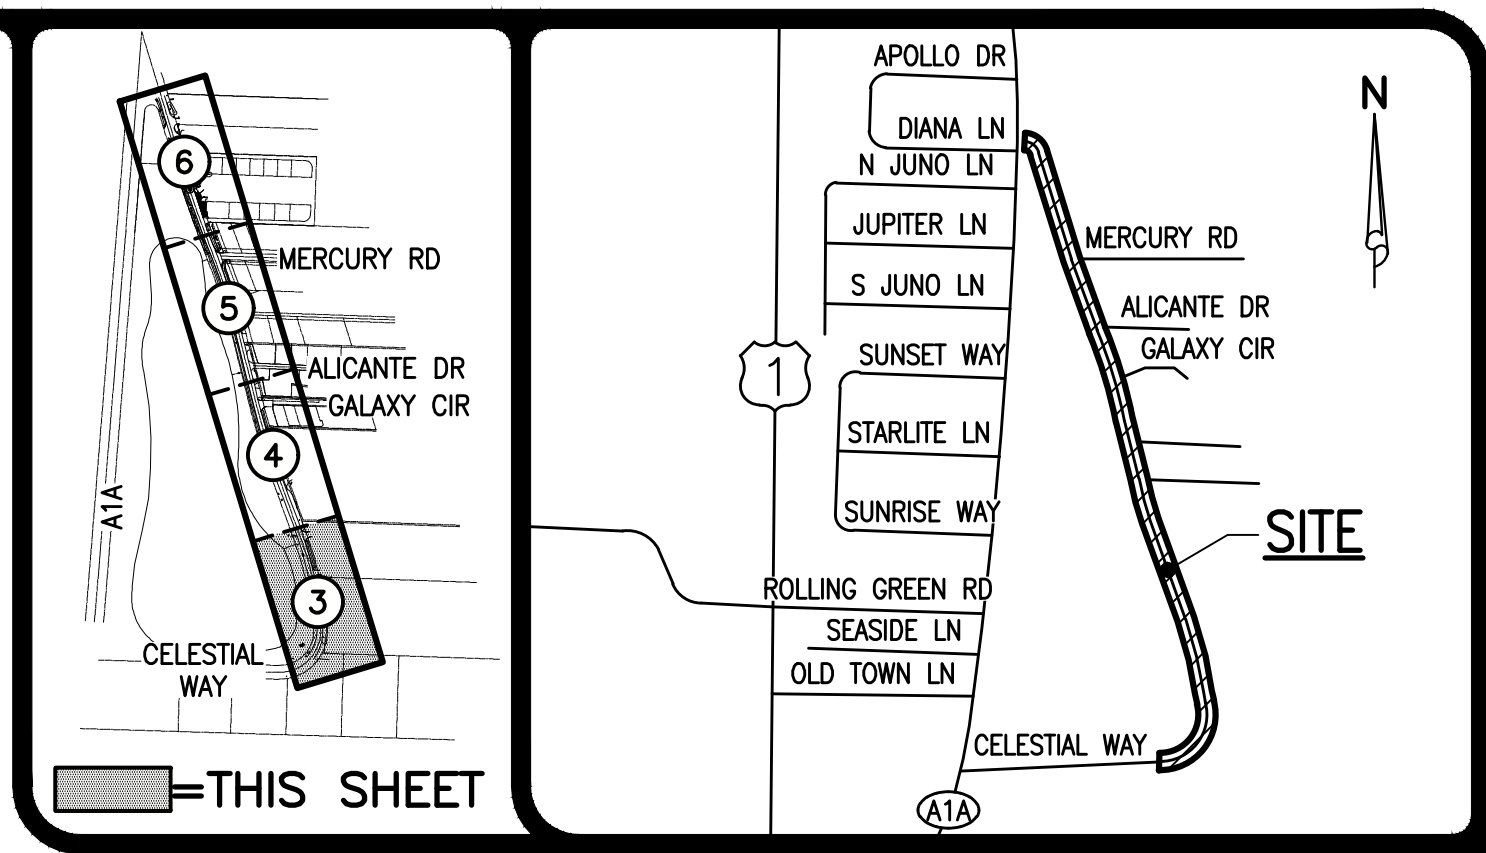 6
MERCURY RD
5
ALICANTE DR
GALAXY CIR
4
A1A
3
CELESTIAL
WAY
=THIS SHEET
APOLLO DR
DIANA LN
N JUNO LN
JUPITER LN
S JUNO LN
SUNSET WAY
1
STARLITE LN
SUNRISE WAY
ROLLING GREEN RD
SEASIDE LN
OLD TOWN LN
CELESTIAL WAY
A1A
N
MERCURY RD
ALICANTE DR
GALAXY CIR
SITE